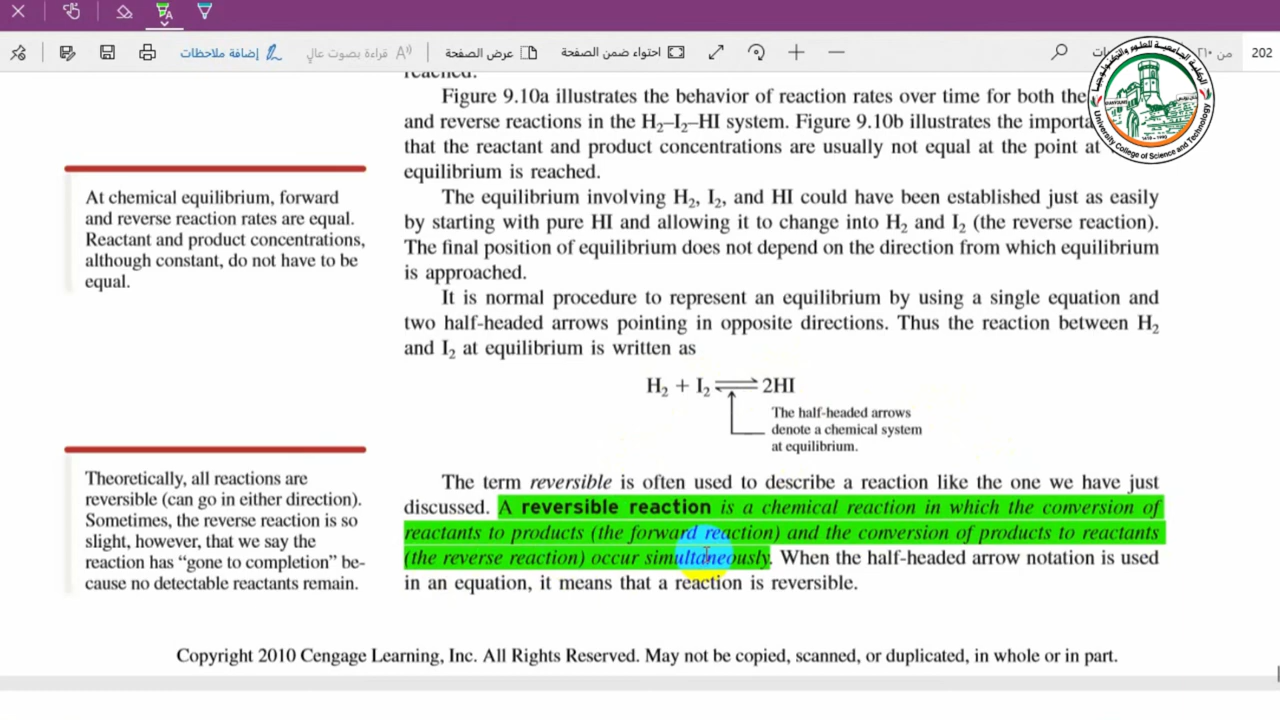 إضافة ملاحظات
قراءة بصوت عالٍ
عرض الصفحة
احتواء ضمن الصفحة
من
202
reached.
Figure 9.10a illustrates the behavior of reaction rates over time for both the
and reverse reactions in the H₂–I₂–HI system. Figure 9.10b illustrates the
that the reactant and product concentrations are usually not equal at the point at
equilibrium is reached.
The equilibrium involving H₂, I₂, and HI could have been established just as easily
by starting with pure HI and allowing it to change into H₂ and I₂ (the reverse reaction).
The final position of equilibrium does not depend on the direction from which equilibrium
is approached.
It is normal procedure to represent an equilibrium by using a single equation and
two half-headed arrows pointing in opposite directions. Thus the reaction between H₂
and I₂ at equilibrium is written as
H₂ + I₂ ⇌ 2HI
The half-headed arrows
denote a chemical system
at equilibrium.
The term reversible is often used to describe a reaction like the one we have just
discussed. A reversible reaction is a chemical reaction in which the conversion of
reactants to products (the forward reaction) and the conversion of products to reactants
(the reverse reaction) occur simultaneously. When the half-headed arrow notation is used
in an equation, it means that a reaction is reversible.
At chemical equilibrium, forward
and reverse reaction rates are equal.
Reactant and product concentrations,
although constant, do not have to be
equal.
Theoretically, all reactions are
reversible (can go in either direction).
Sometimes, the reverse reaction is so
slight, however, that we say the
reaction has “gone to completion” be-
cause no detectable reactants remain.
Copyright 2010 Cengage Learning, Inc. All Rights Reserved. May not be copied, scanned, or duplicated, in whole or in part.
الكلية الجامعية للعلوم والتكنولوجيا
University College of Science and Technology